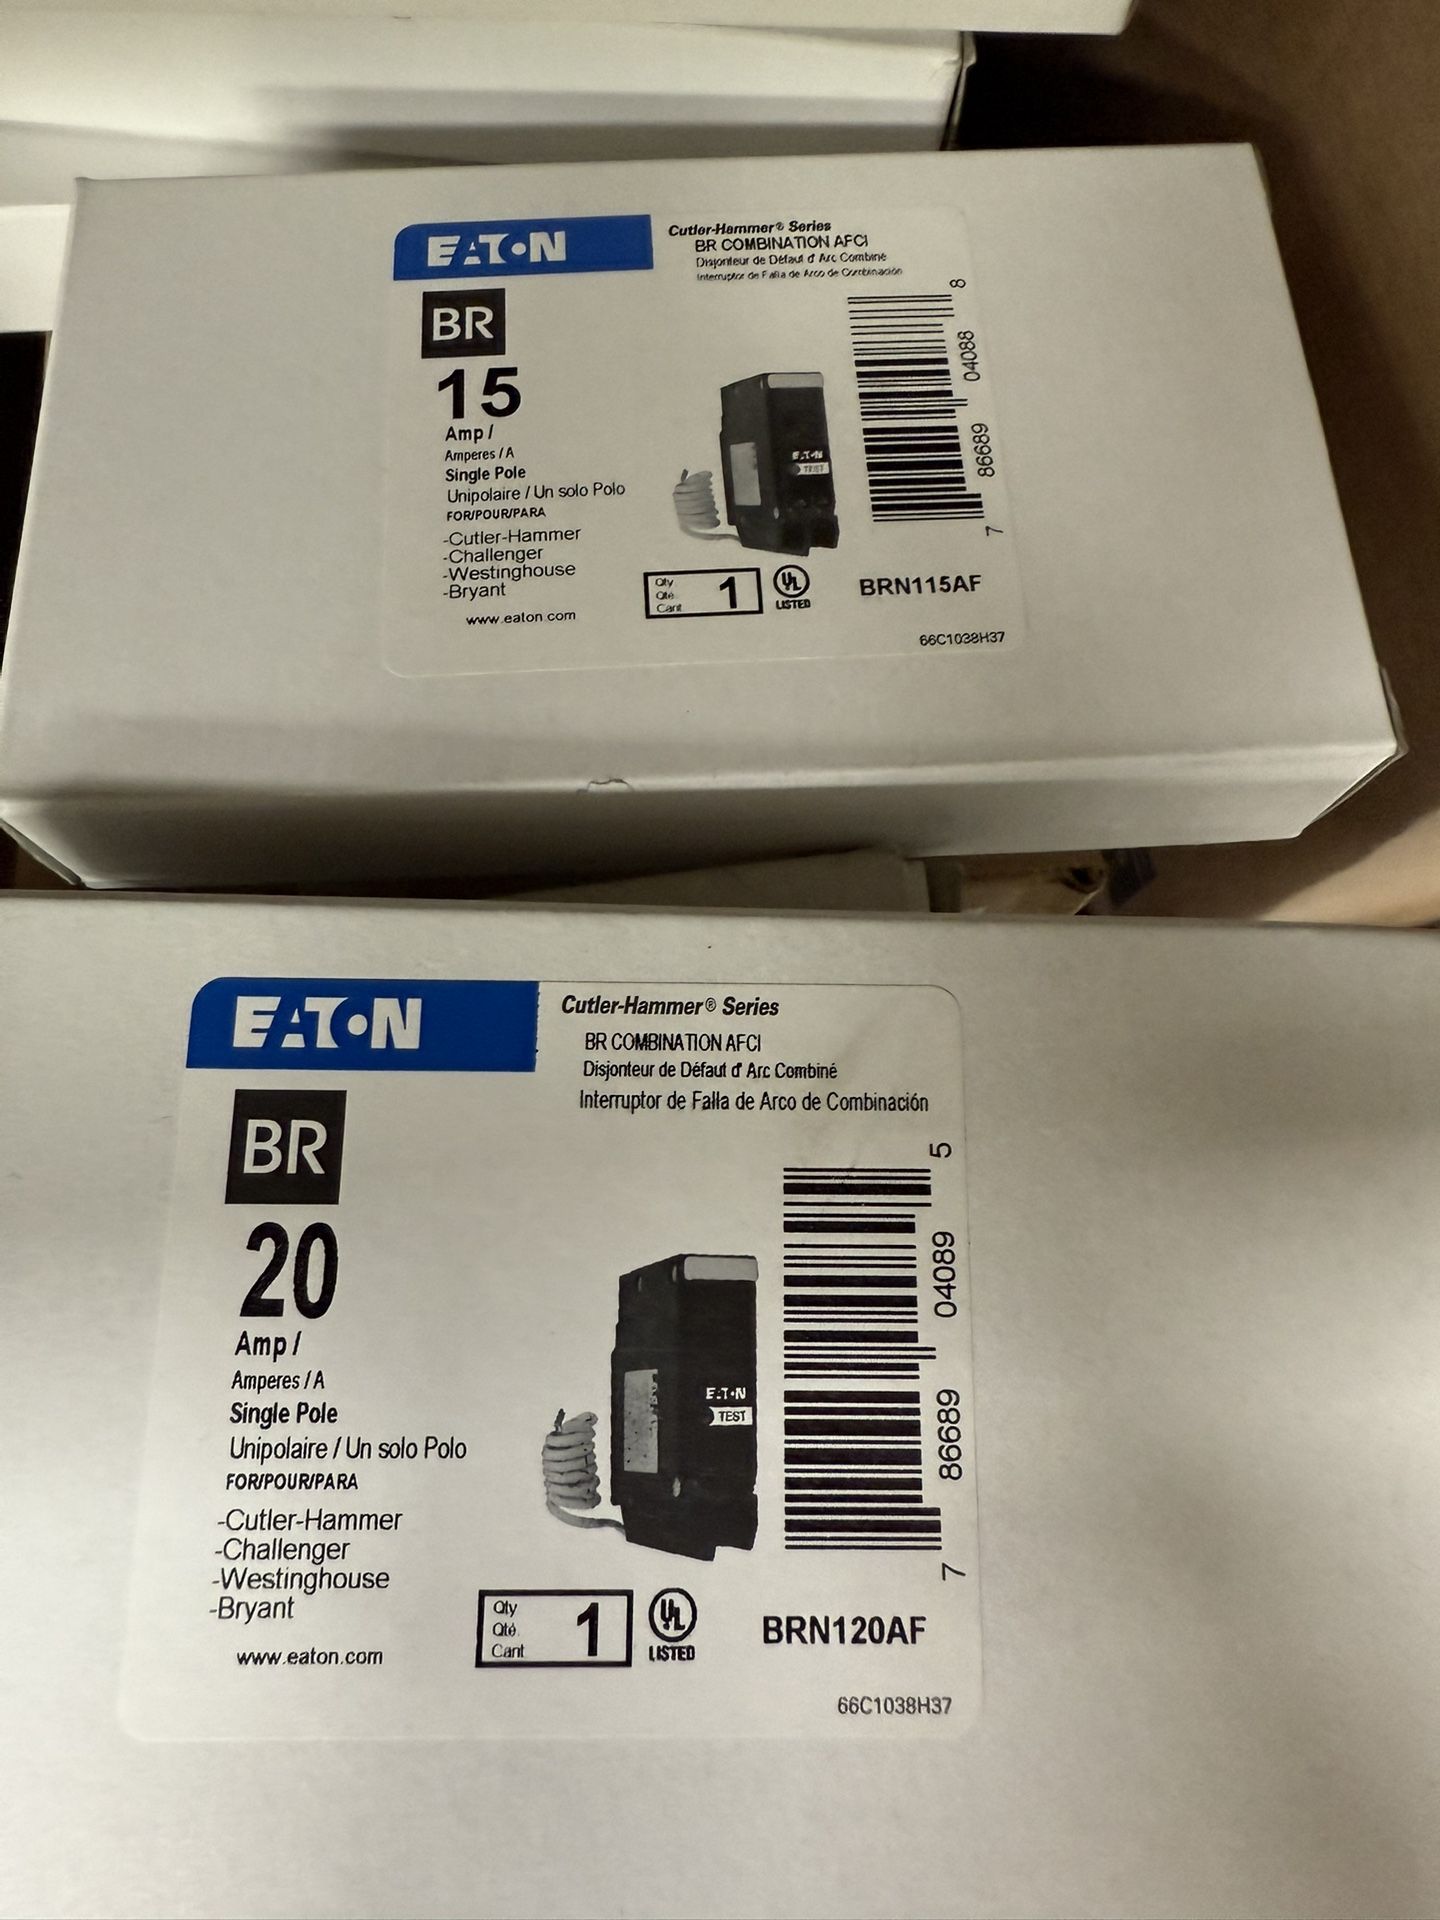 EATON
Cutler-Hammer® Series
BR COMBINATION AFCI
Disjonteur de Défaut d' Arc Combiné
Interruptor de Falla de Arco de Combinación
BR
15
Amp /
Amperes / A
Single Pole
Unipolaire / Un solo Polo
FOR/POUR/PARA
-Cutler-Hammer
-Challenger
-Westinghouse
-Bryant
www.eaton.com
EATON
TEST
7 86689 04088 8
Qty
Qté
Cant
1
UL
LISTED
BRN115AF
66C1038H37
EATON
Cutler-Hammer® Series
BR COMBINATION AFCI
Disjonteur de Défaut d' Arc Combiné
Interruptor de Falla de Arco de Combinación
BR
20
Amp /
Amperes / A
Single Pole
Unipolaire / Un solo Polo
FOR/POUR/PARA
-Cutler-Hammer
-Challenger
-Westinghouse
-Bryant
www.eaton.com
EATON
TEST
7 86689 04089 5
Qty
Qté.
Cant
1
UL
LISTED
BRN120AF
66C1038H37